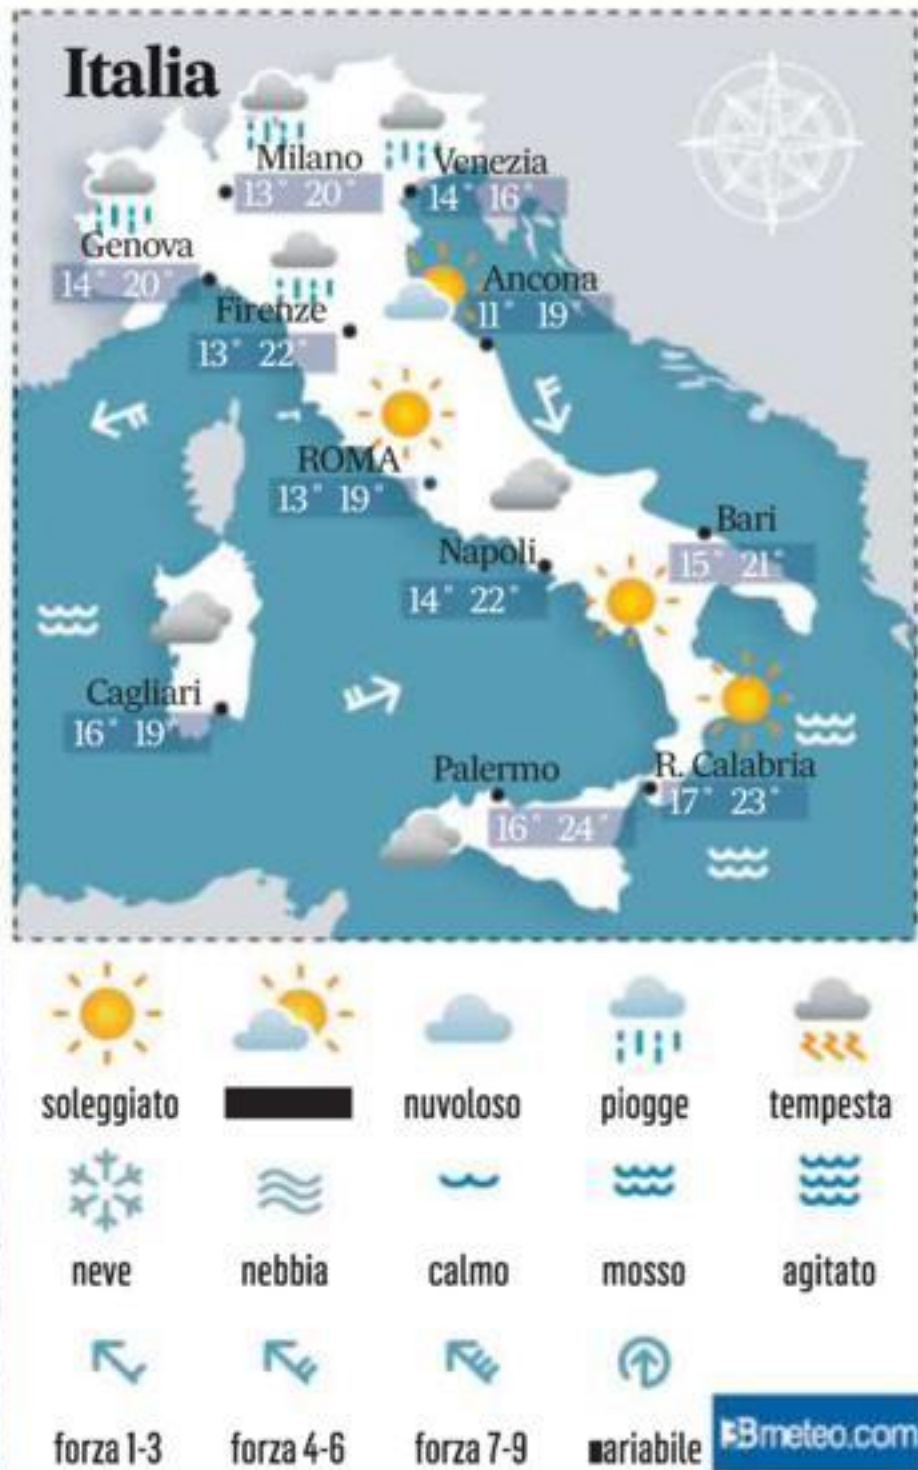 Italia
Milano
13° 20°
Venezia
14° 16°
Genova
14° 20°
Firenze
13° 22°
Ancona
11° 19°
ROMA
13° 19°
Napoli
14° 22°
Bari
15° 21°
Cagliari
16° 19°
Palermo
16° 24°
R. Calabria
17° 23°
soleggiato
nuvoloso
piogge
tempesta
neve
nebbia
calmo
mosso
agitato
forza 1-3
forza 4-6
forza 7-9
ariabile
3Bmeteo.com